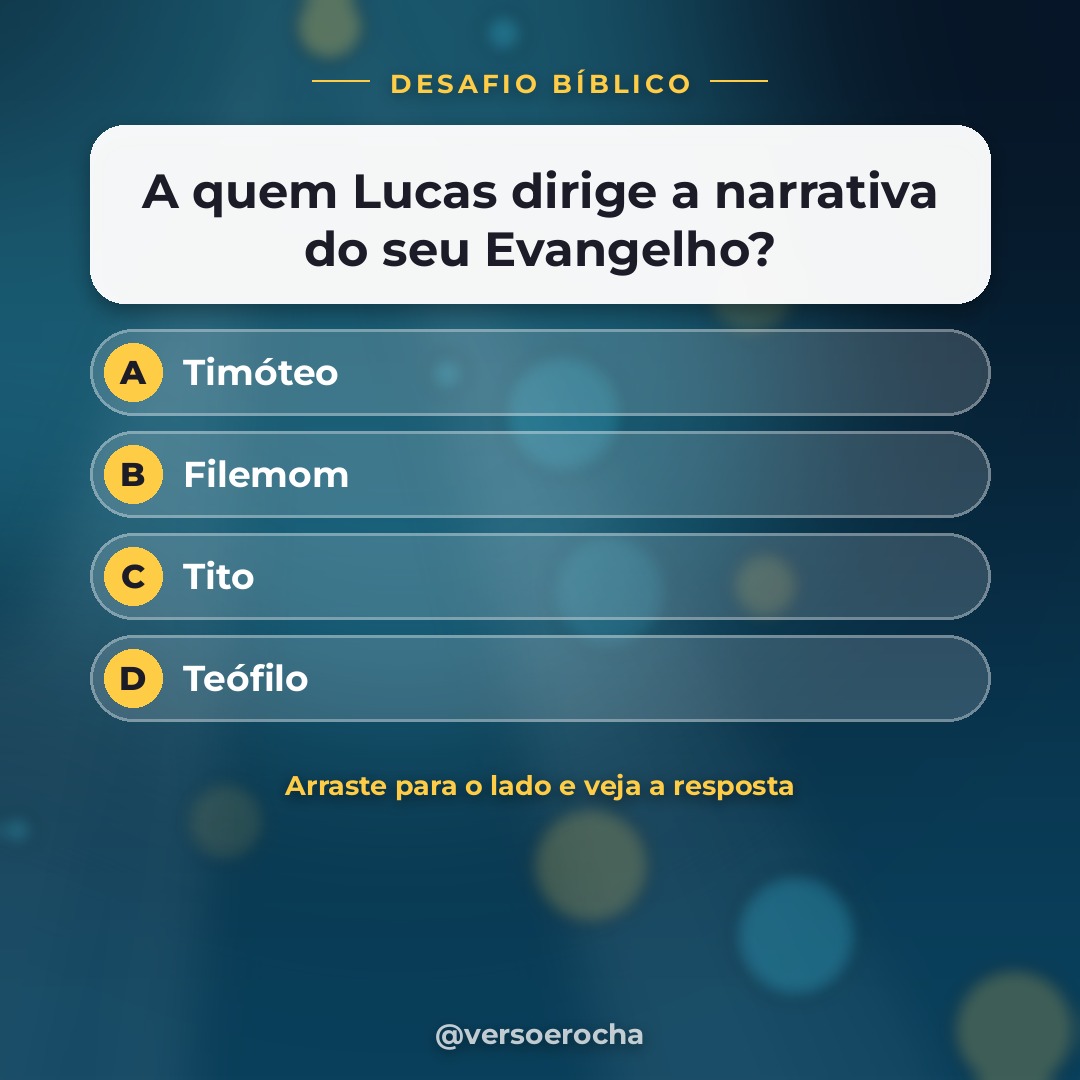 DESAFIO BÍBLICO
A quem Lucas dirige a narrativa
do seu Evangelho?
A Timóteo
B Filemom
C Tito
D Teófilo
Arraste para o lado e veja a resposta
@versoerocha